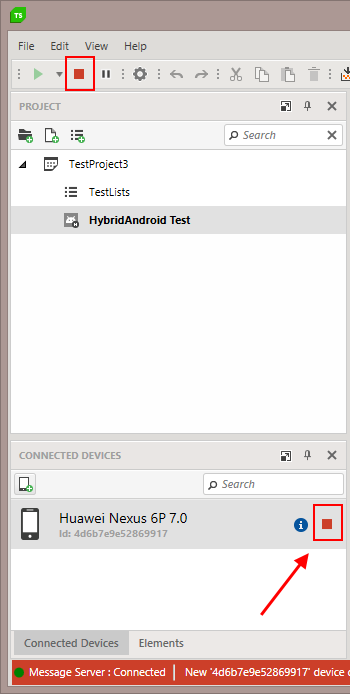 TS
File Edit View Help
PROJECT
Search
TestProject3
TestLists
HybridAndroid Test
CONNECTED DEVICES
Search
Huawei Nexus 6P 7.0
Id: 4d6b7e9e52869917
Connected Devices Elements
Message Server : Connected | New '4d6b7e9e52869917' device